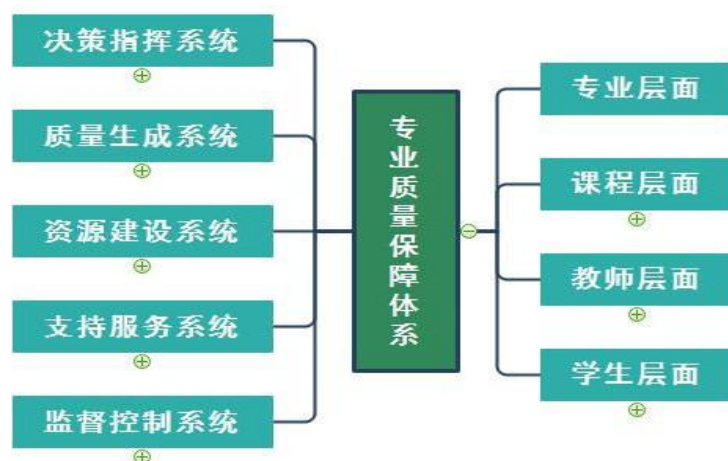 决策指挥系统
质量生成系统
资源建设系统
支持服务系统
监督控制系统
专业质量保障体系
专业层面
课程层面
教师层面
学生层面